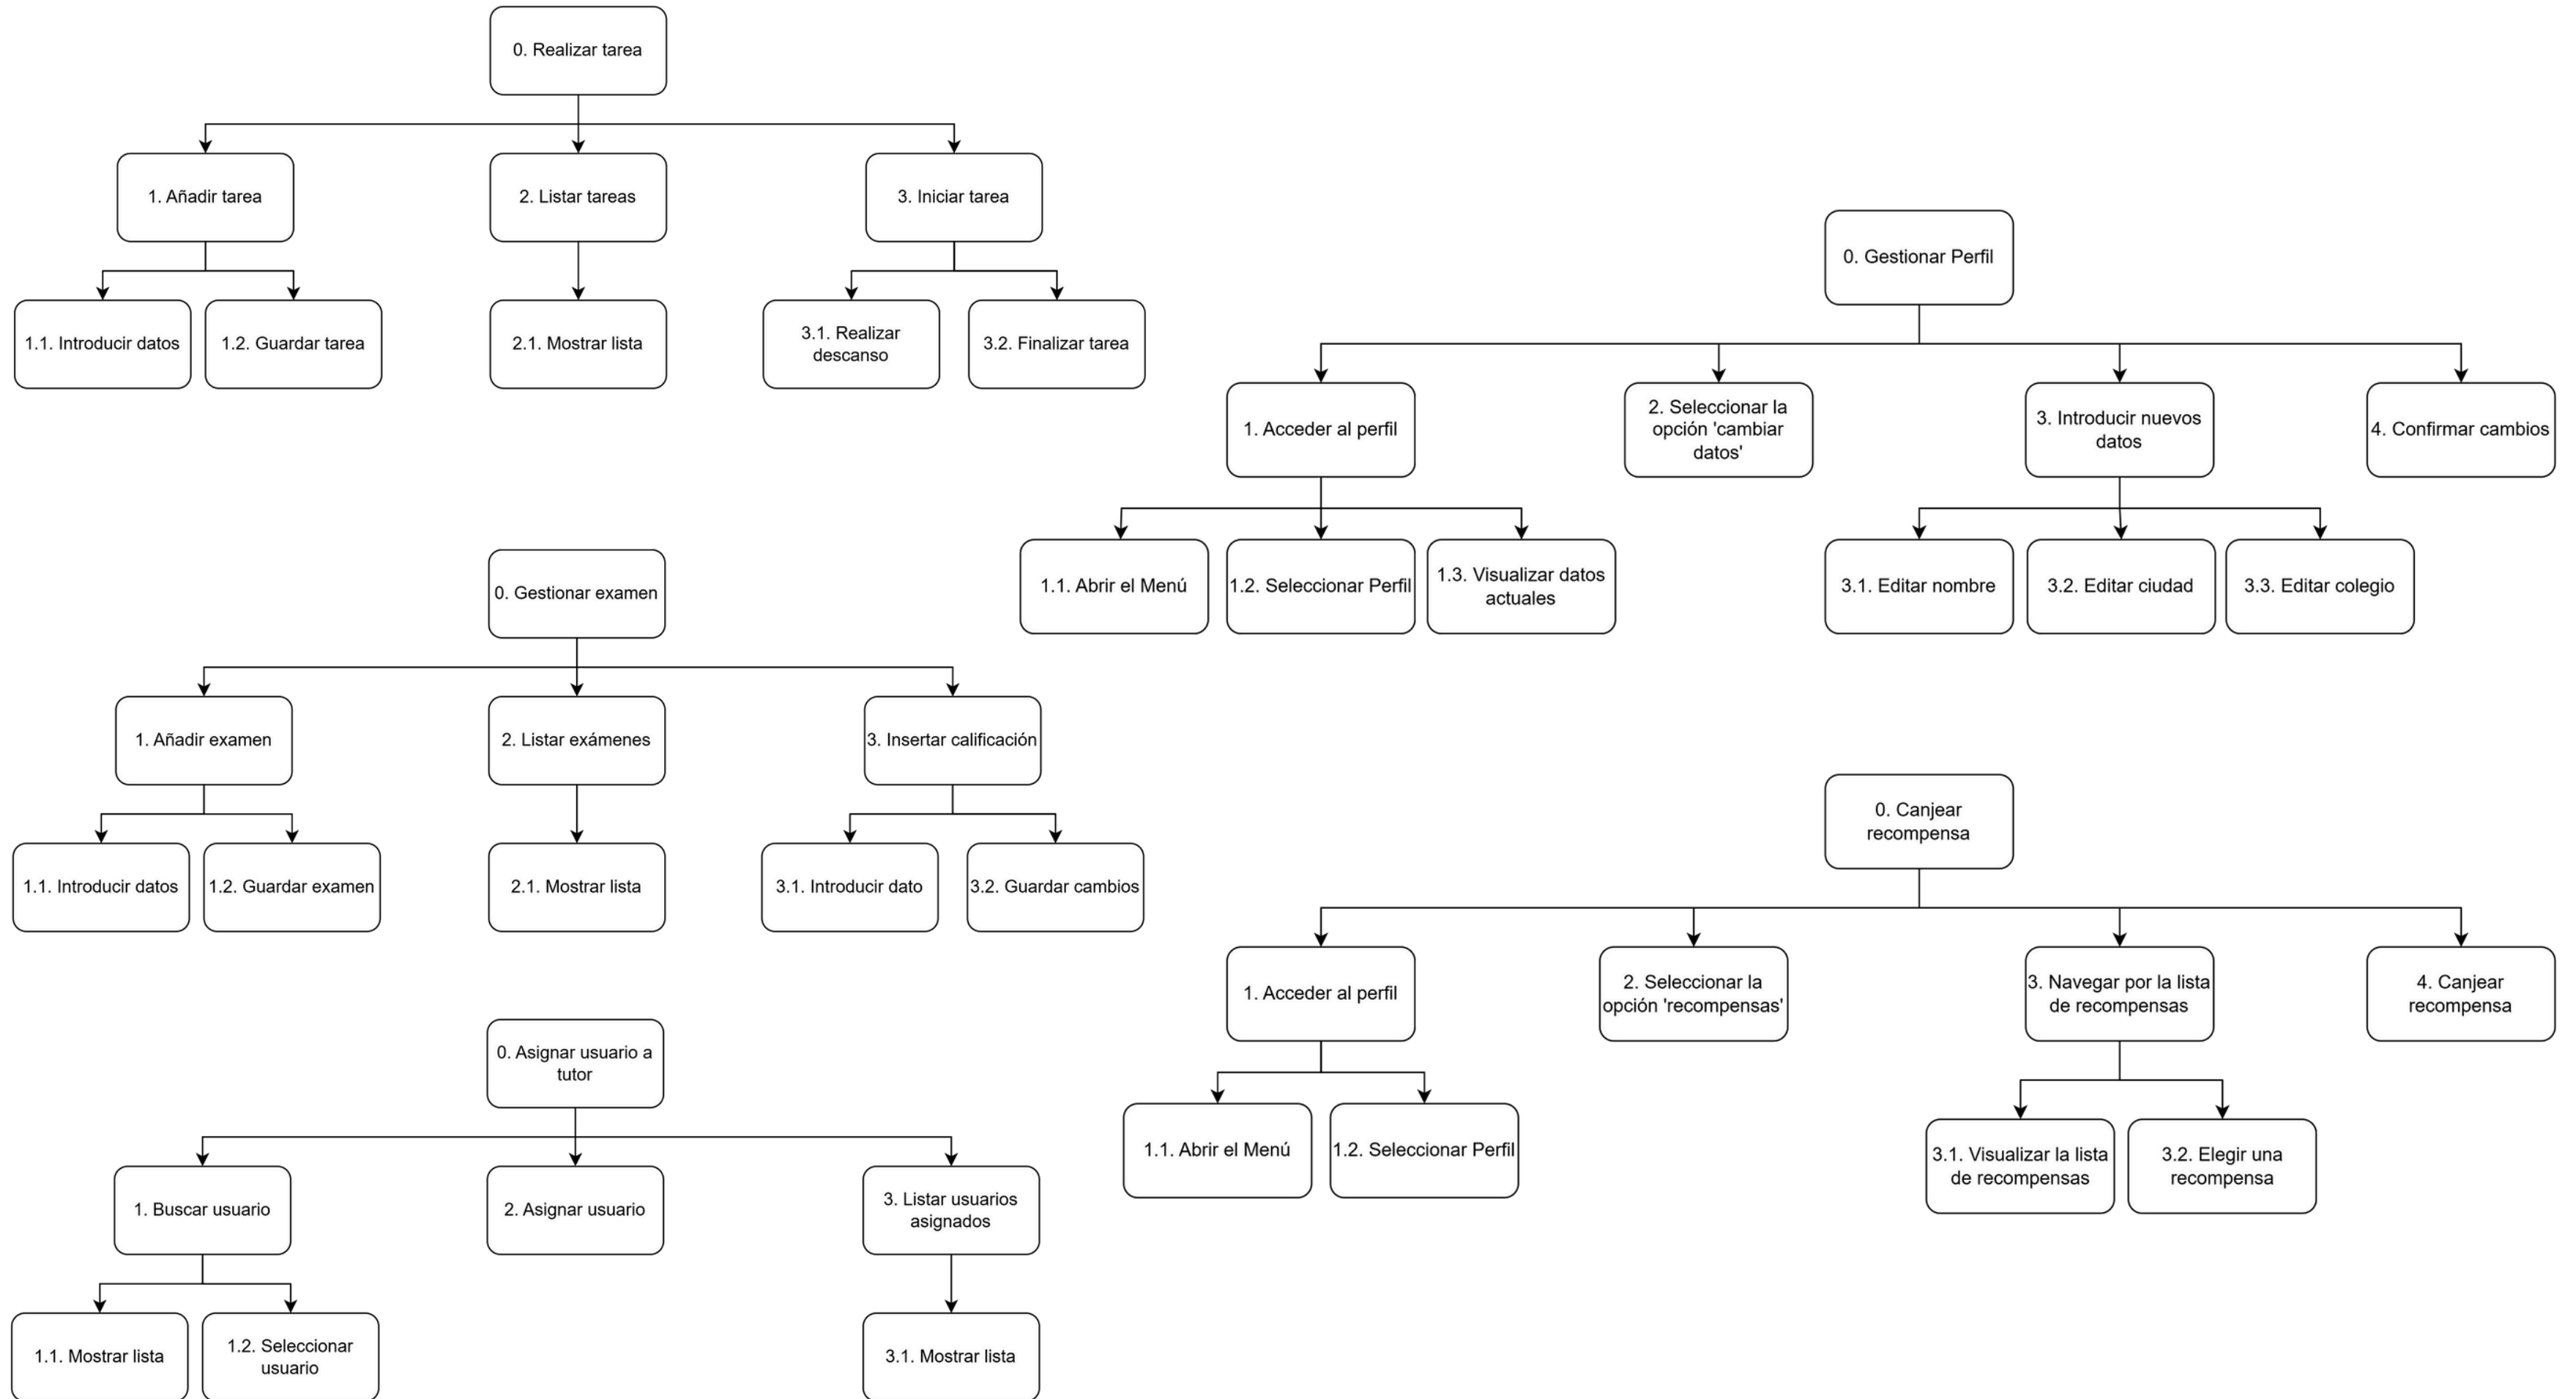 0. Realizar tarea
1. Añadir tarea
2. Listar tareas
3. Iniciar tarea
1.1. Introducir datos
1.2. Guardar tarea
2.1. Mostrar lista
3.1. Realizar
descanso
3.2. Finalizar tarea
0. Gestionar Perfil
1. Acceder al perfil
2. Seleccionar la
opción 'cambiar
datos'
3. Introducir nuevos
datos
4. Confirmar cambios
1.1. Abrir el Menú
1.2. Seleccionar Perfil
1.3. Visualizar datos
actuales
3.1. Editar nombre
3.2. Editar ciudad
3.3. Editar colegio
0. Gestionar examen
1. Añadir examen
2. Listar exámenes
3. Insertar calificación
1.1. Introducir datos
1.2. Guardar examen
2.1. Mostrar lista
3.1. Introducir dato
3.2. Guardar cambios
0. Canjear
recompensa
1. Acceder al perfil
2. Seleccionar la
opción 'recompensas'
3. Navegar por la lista
de recompensas
4. Canjear
recompensa
1.1. Abrir el Menú
1.2. Seleccionar Perfil
3.1. Visualizar la lista
de recompensas
3.2. Elegir una
recompensa
0. Asignar usuario a
tutor
1. Buscar usuario
2. Asignar usuario
3. Listar usuarios
asignados
1.1. Mostrar lista
1.2. Seleccionar
usuario
3.1. Mostrar lista